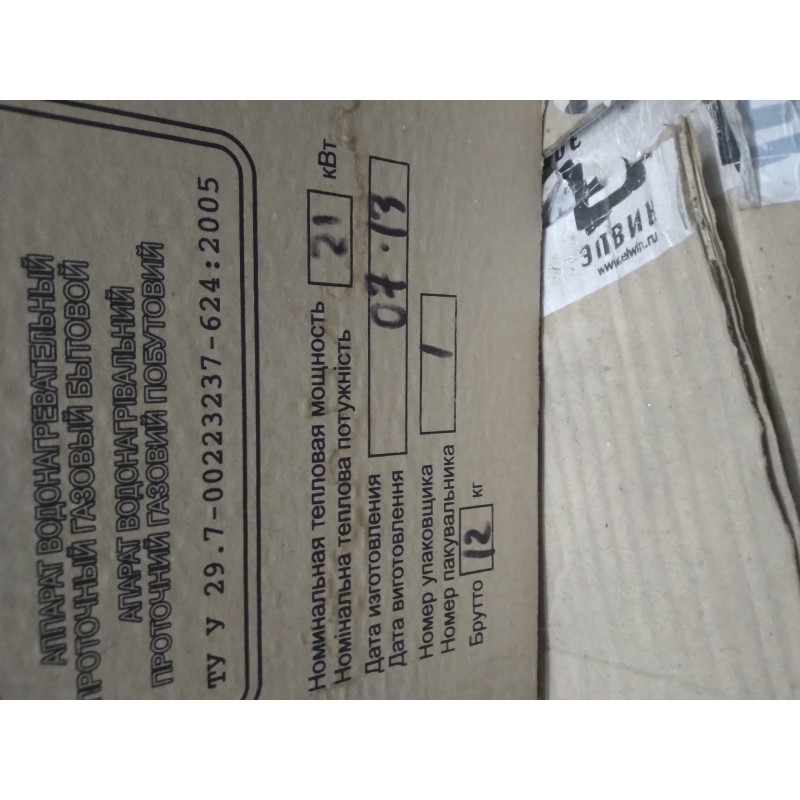 АППАРАТ ВОДОНАГРЕВАТЕЛЬНЫЙ
ПРОТОЧНЫЙ ГАЗОВЫЙ БЫТОВОЙ
АПАРАТ ВОДОНАГРІВАЛЬНИЙ
ПРОТОЧНИЙ ГАЗОВИЙ ПОБУТОВИЙ
ТУ У 29.7-00223237-624:2005
Номинальная тепловая мощность 21 кВт
Номінальна теплова потужність
Дата изготовления 07.13
Дата виготовлення
Номер упаковщика 1
Номер пакувальника
Брутто 12 кг
ЭЛВИН
www.elwin.ru